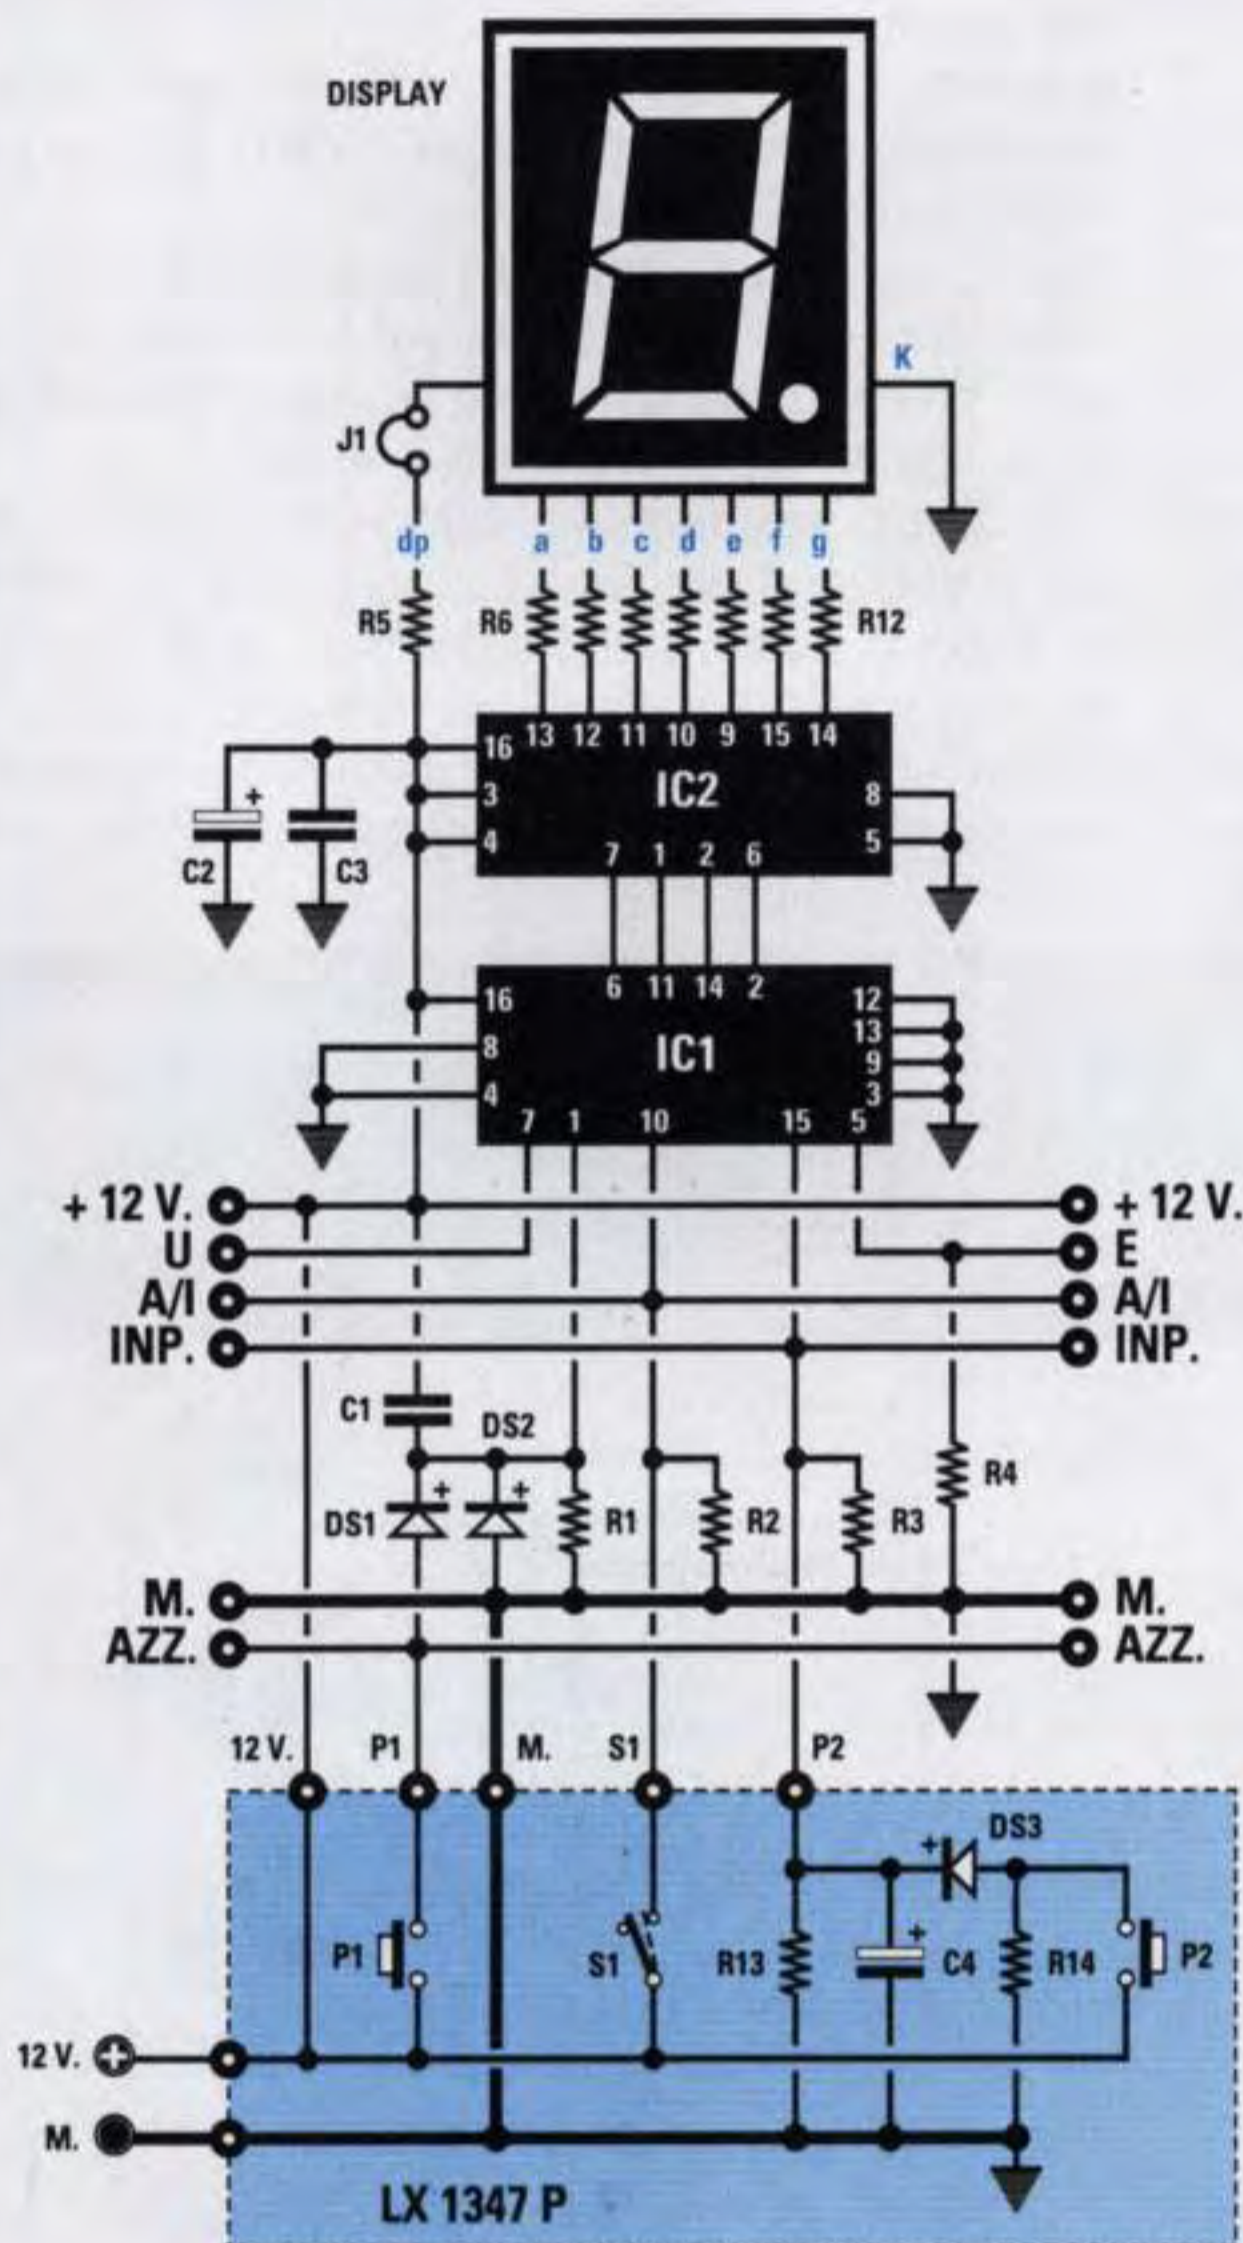 DISPLAY
K
J1
dp a b c d e f g
R5 R6 R12
16 13 12 11 10 9 15 14
IC2
+ 3 8
4 5
C2 C3 7 1 2 6
6 11 14 2
16 12
IC1 13
8 9
4 3
7 1 10 15 5
+ 12 V. + 12 V.
U E
A/I A/I
INP. INP.
C1
DS2
R4
+ +
DS1 R1 R2 R3
M. M.
AZZ. AZZ.
12 V. P1 M. S1 P2
DS3
+
+
P1 S1 R13 C4 R14 P2
12 V. +
M.
LX 1347 P